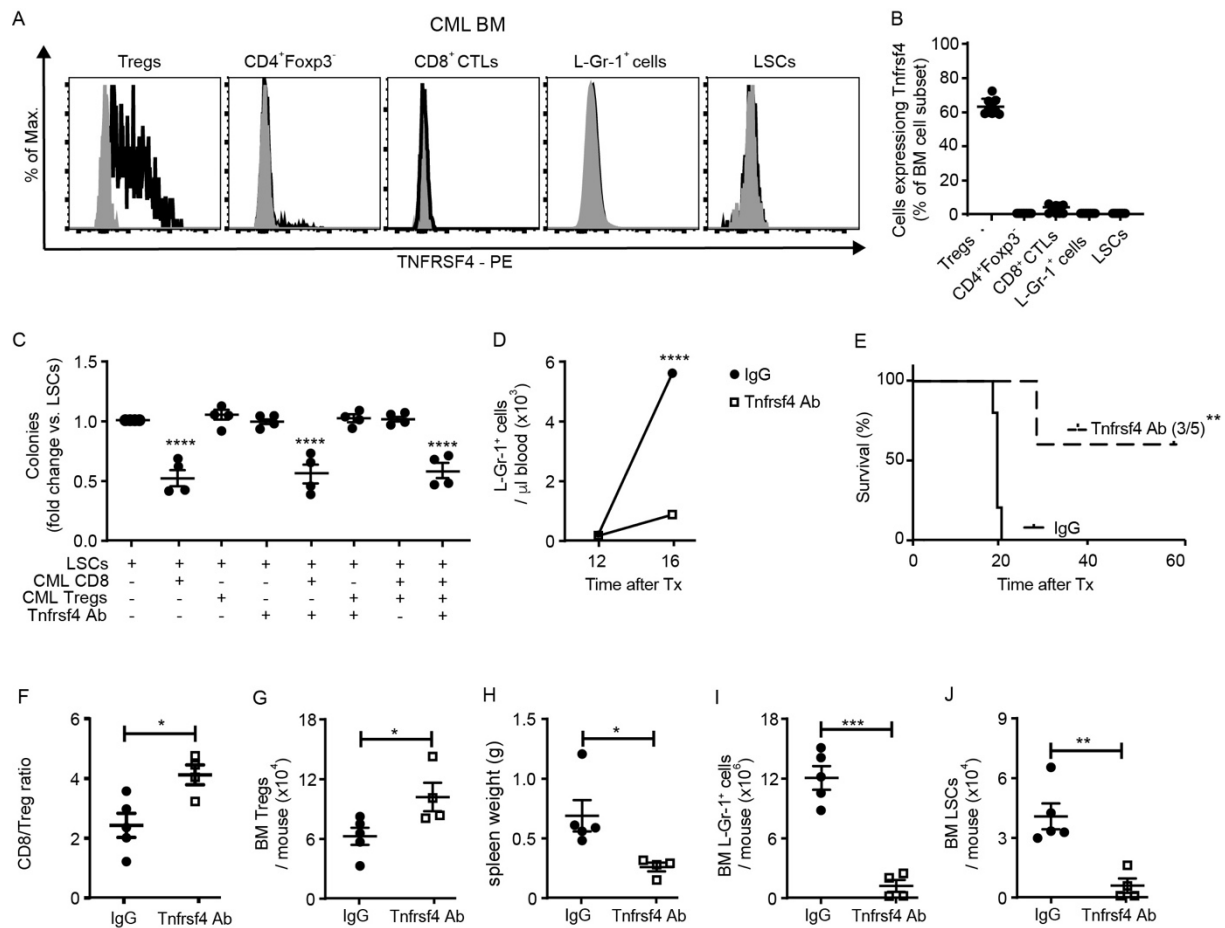 A
CML BM
Tregs
CD4+Foxp3-
CD8+ CTLs
L-Gr-1+ cells
LSCs
% of Max.
TNFRSF4 - PE
B
Cells expressiong Tnfrsf4
(% of BM cell subset)
100
80
60
40
20
0
Tregs -
CD4+Foxp3-
CD8+ CTLs
L-Gr-1+ cells
LSCs
C
Colonies
(fold change vs. LSCs)
1.5
1.0
0.5
0.0
****
****
****
LSCs + + + + + + + +
CML CD8 - + - - + - + +
CML Tregs - - + - - + + +
Tnfrsf4 Ab - - - + + + - +
D
L-Gr-1+ cells
/ µl blood (x10³)
6
4
2
0
****
12 16
Time after Tx
IgG
Tnfrsf4 Ab
E
Survival (%)
100
50
0
Tnfrsf4 Ab (3/5) **
IgG
0 20 40 60
Time after Tx
F
CD8/Treg ratio
6
4
2
0
*
IgG Tnfrsf4 Ab
G
BM Tregs
/ mouse (x10⁴)
18
12
6
0
*
IgG Tnfrsf4 Ab
H
spleen weight (g)
1.5
1.0
0.5
0.0
*
IgG Tnfrsf4 Ab
I
BM L-Gr-1+ cells
/ mouse (x10⁶)
18
12
6
0
***
IgG Tnfrsf4 Ab
J
BM LSCs
/ mouse (x10⁴)
6
3
0
**
IgG Tnfrsf4 Ab